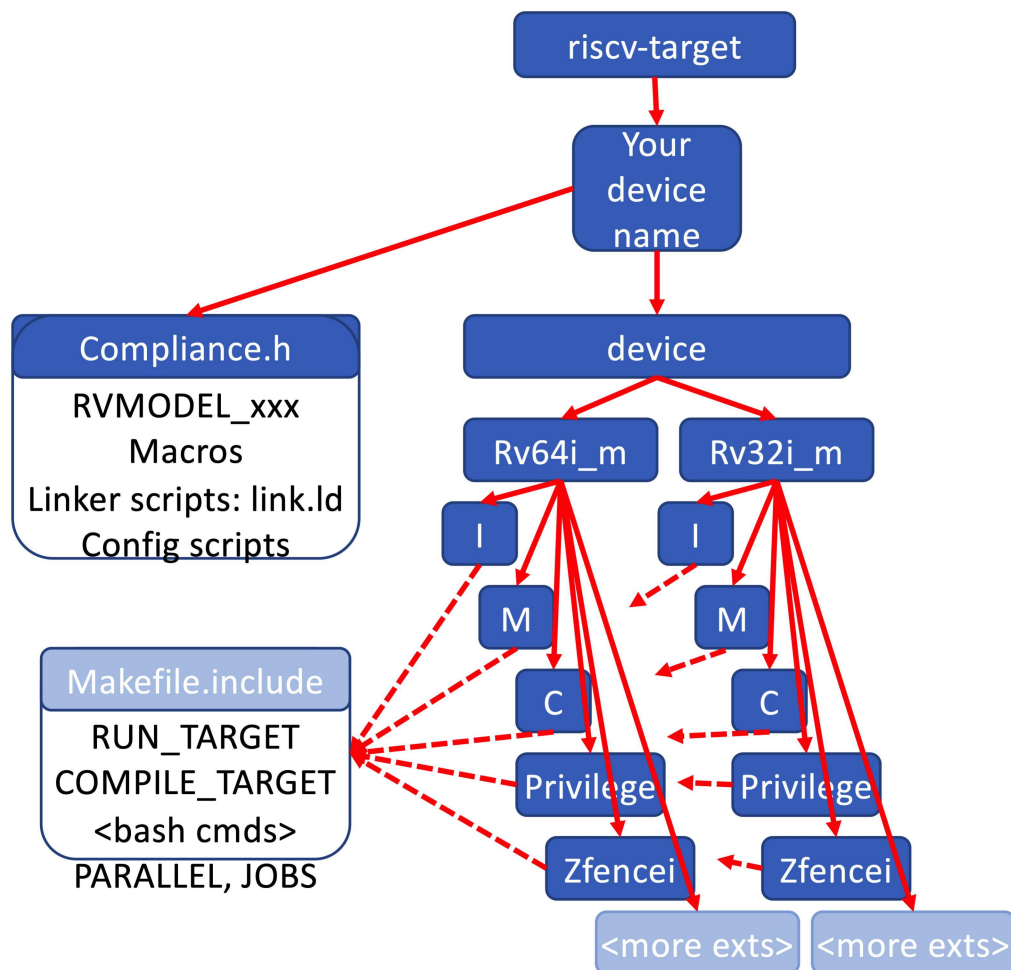 riscv-target
Your
device
name
Compliance.h
RVMODEL_xxx
Macros
Linker scripts: link.ld
Config scripts
device
Rv64i_m
Rv32i_m
I
I
M
M
C
C
Privilege
Privilege
Zfencei
Zfencei
<more exts>
<more exts>
Makefile.include
RUN_TARGET
COMPILE_TARGET
<bash cmds>
PARALLEL, JOBS